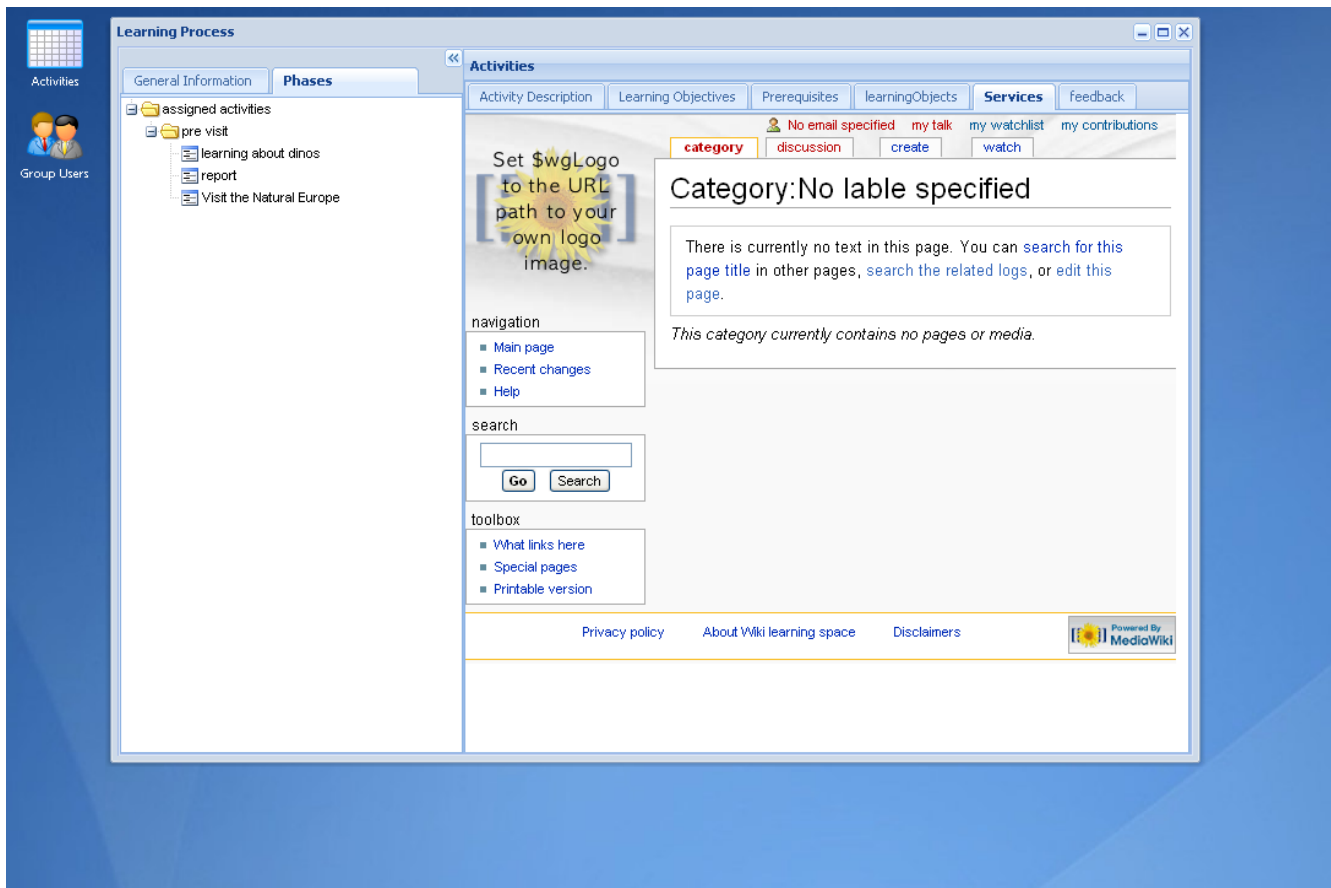 Activities
Group Users
Learning Process
General Information
Phases
assigned activities
pre visit
learning about dinos
report
Visit the Natural Europe
Activities
Activity Description
Learning Objectives
Prerequisites
learningObjects
Services
feedback
No email specified my talk my watchlist my contributions
category
discussion
create
watch
Set $wgLogo
to the URL
path to your
own logo
image.
Category:No lable specified
There is currently no text in this page. You can search for this
page title in other pages, search the related logs, or edit this
page.
This category currently contains no pages or media.
navigation
Main page
Recent changes
Help
search
Go
Search
toolbox
What links here
Special pages
Printable version
Privacy policy
About Wiki learning space
Disclaimers
Powered By
MediaWiki